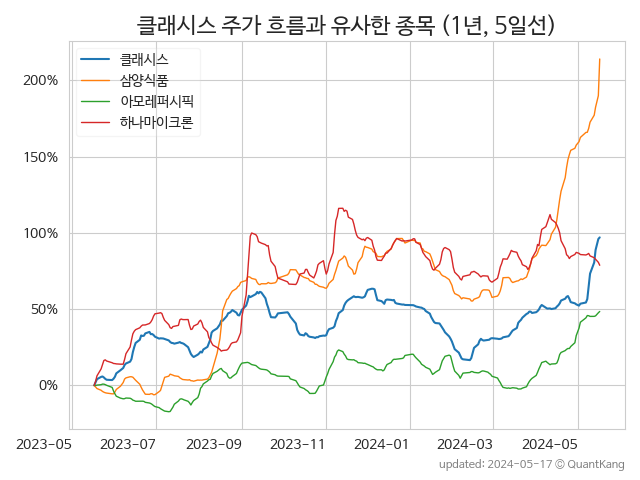 클래시스 주가 흐름과 유사한 종목 (1년, 5일선)
클래시스
삼양식품
아모레퍼시픽
하나마이크론
200%
150%
100%
50%
0%
2023-05 2023-07 2023-09 2023-11 2024-01 2024-03 2024-05
updated: 2024-05-17 © QuantKang